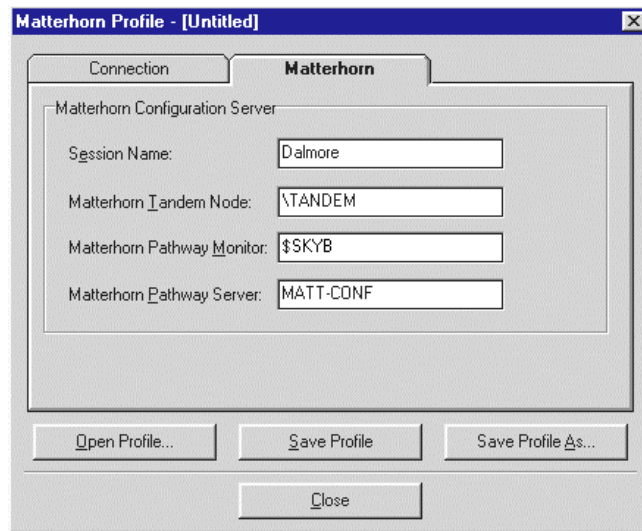 Matterhorn Profile - [Untitled]
Connection Matterhorn
Matterhorn Configuration Server
Session Name: Dalmore
Matterhorn Tandem Node: \TANDEM
Matterhorn Pathway Monitor: $SKYB
Matterhorn Pathway Server: MATT-CONF
Open Profile... Save Profile Save Profile As...
Close